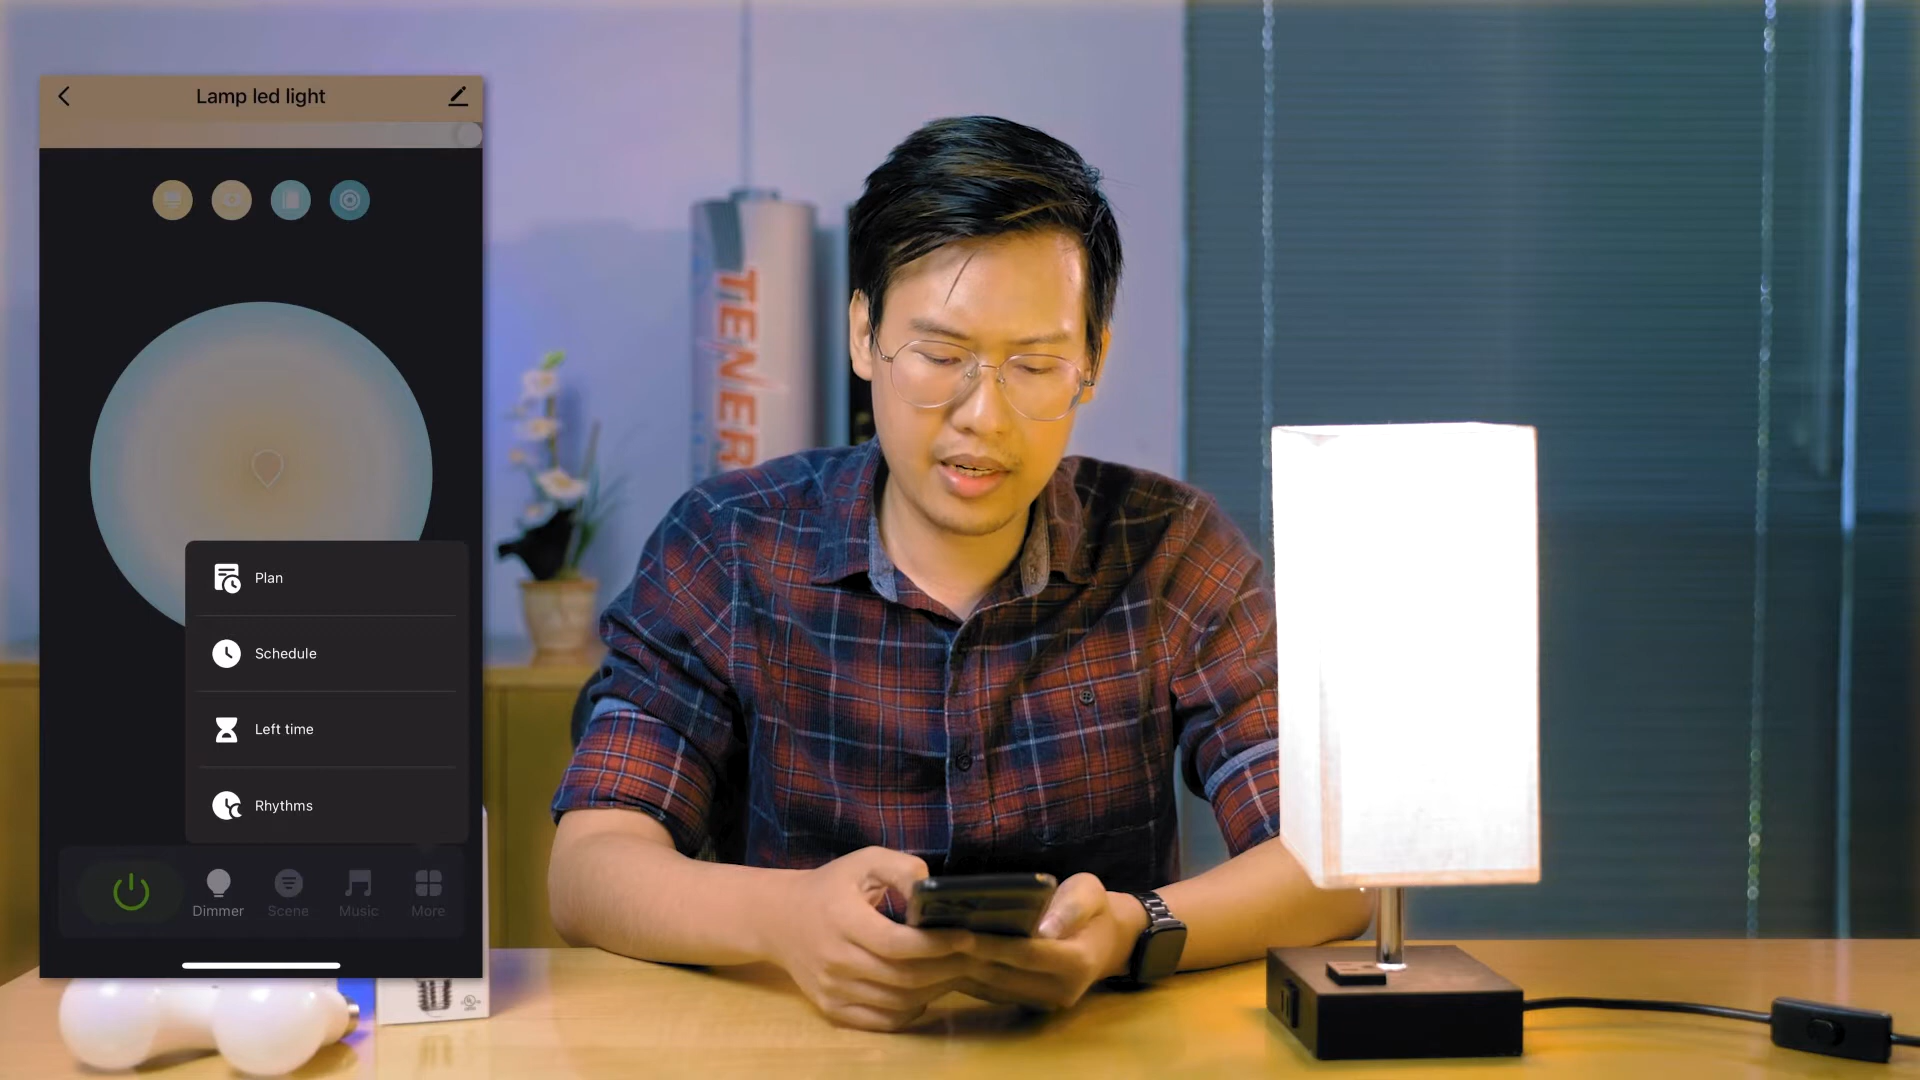 Lamp led light
Plan
Schedule
Left time
Rhythms
Dimmer
Scene
Music
More
TENER